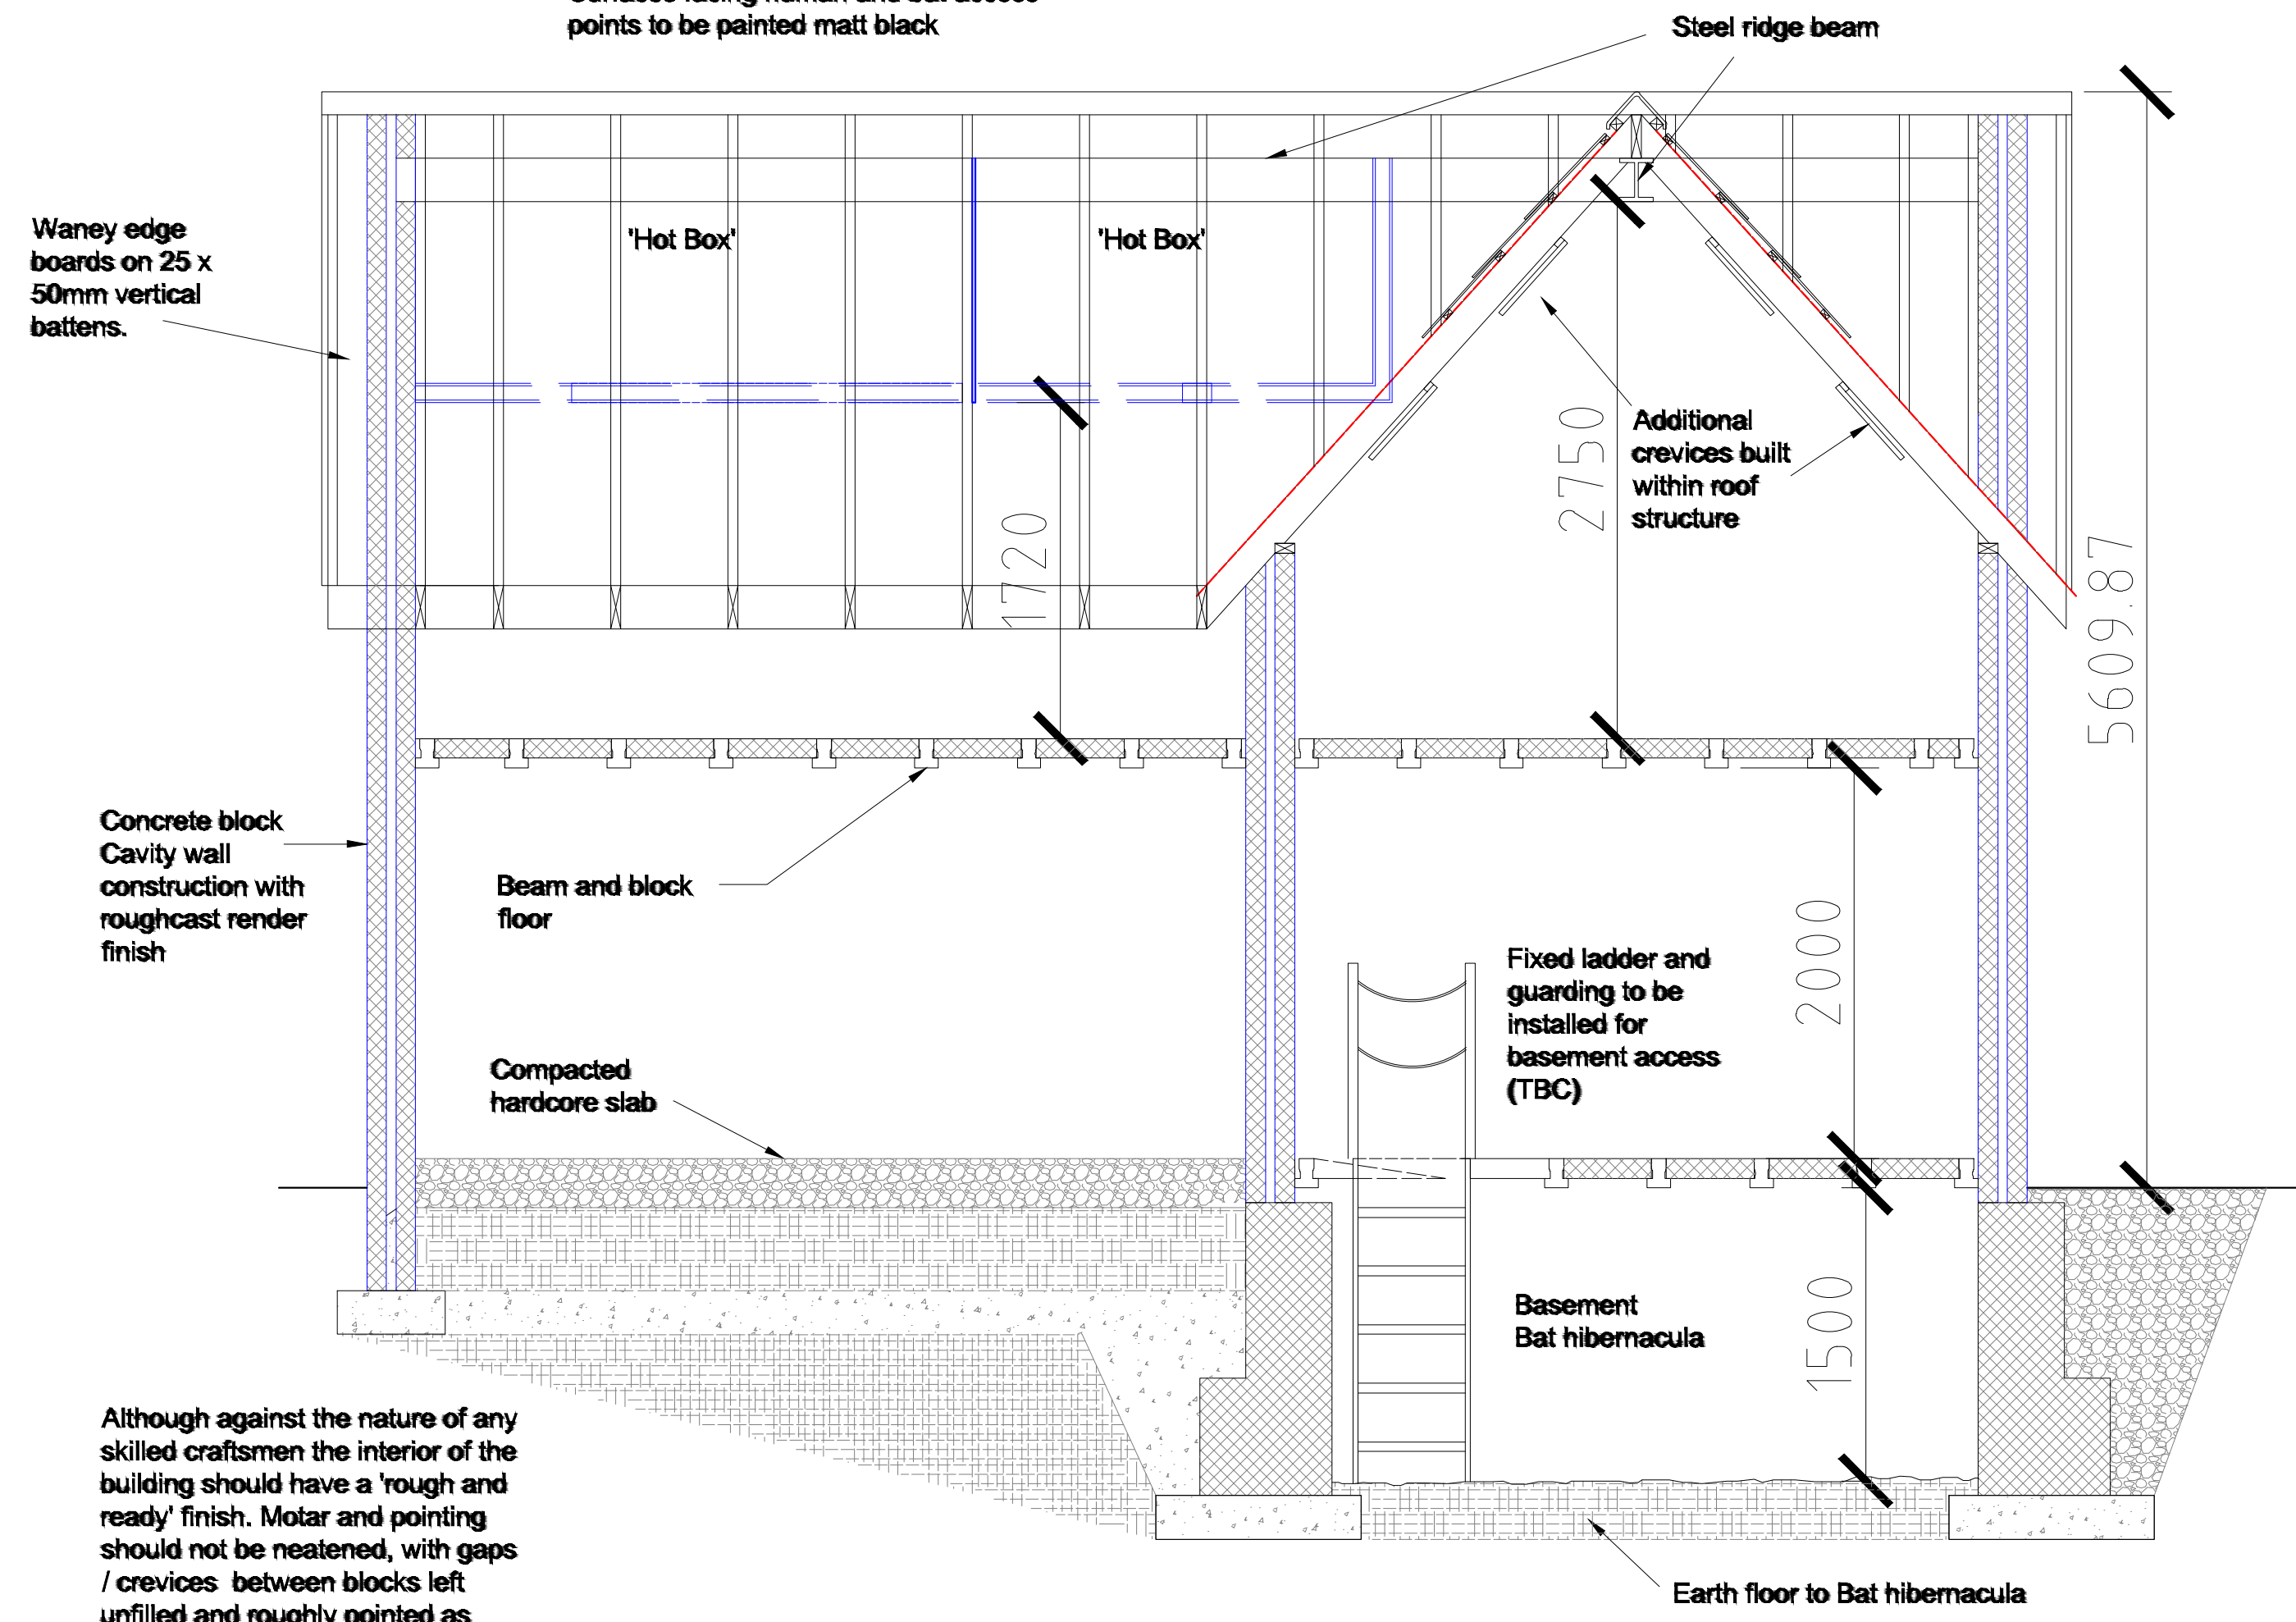 points to be painted matt black
Steel ridge beam
Waney edge
boards on 25 x
50mm vertical
battens.
'Hot Box'
'Hot Box'
Additional
crevices built
within roof
structure
2750
1720
5609.87
Concrete block
Cavity wall
construction with
roughcast render
finish
Beam and block
floor
2000
Fixed ladder and
guarding to be
installed for
basement access
(TBC)
Compacted
hardcore slab
Basement
Bat hibernacula
1500
Although against the nature of any
skilled craftsmen the interior of the
building should have a 'rough and
ready' finish. Motar and pointing
should not be neatened, with gaps
/ crevices between blocks left
unfilled and roughly pointed as
Earth floor to Bat hibernacula